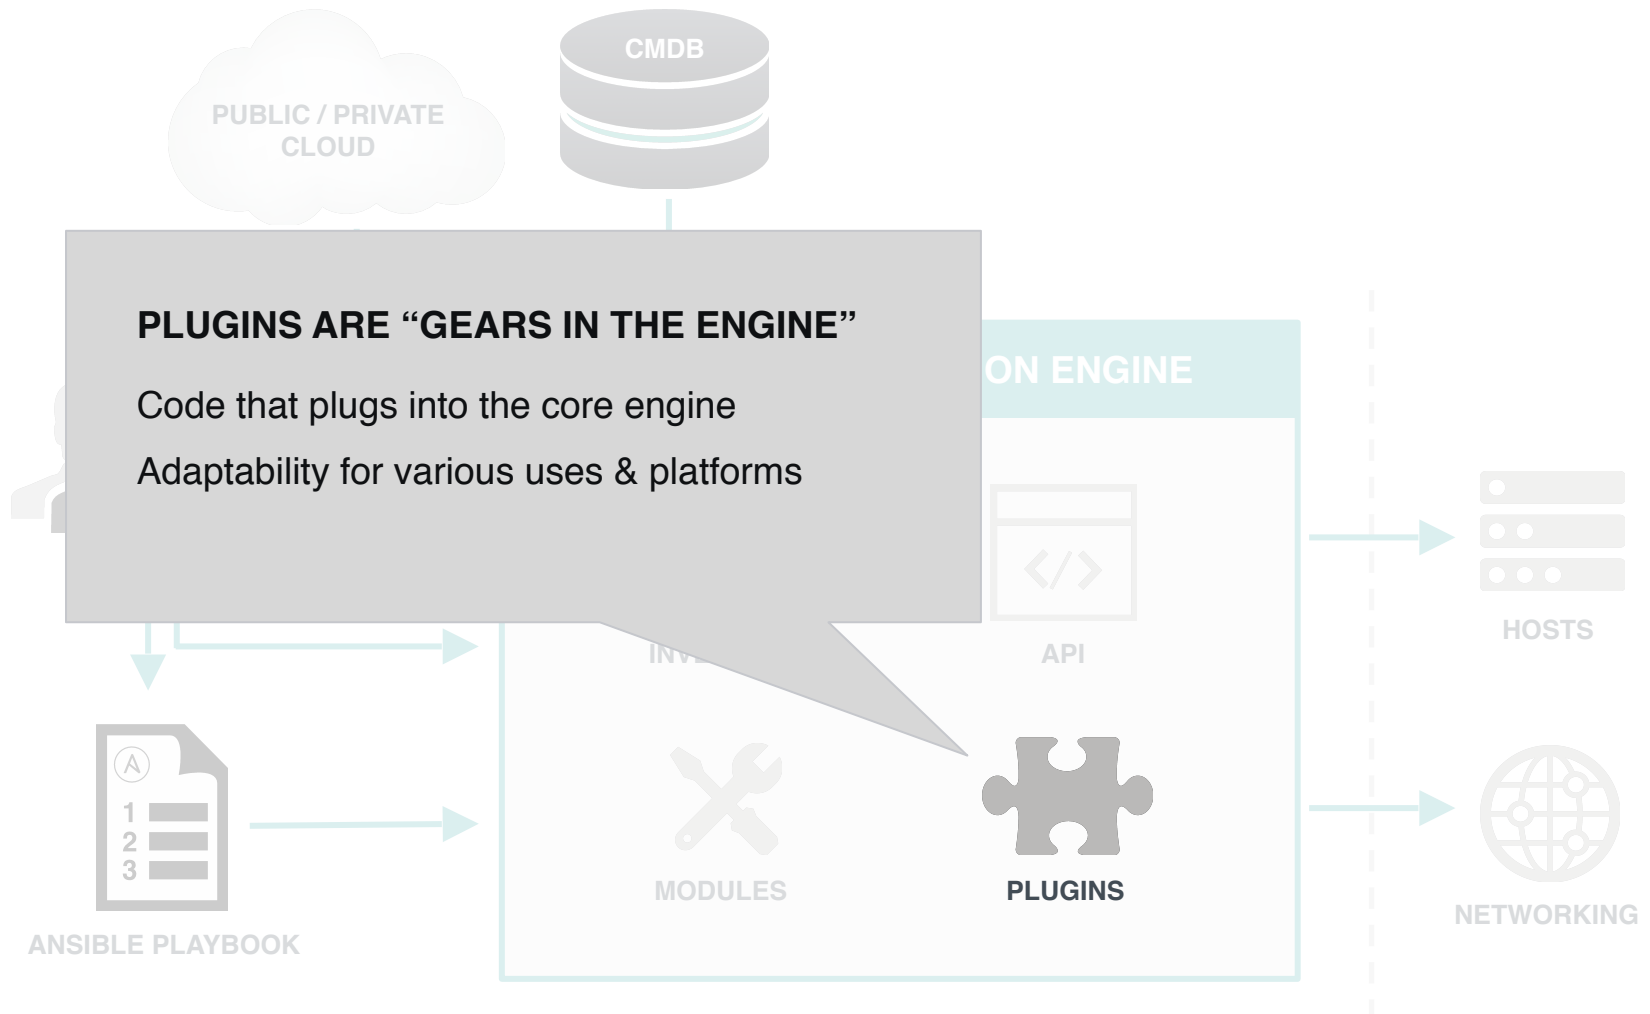 CMDB
PUBLIC / PRIVATE
CLOUD
PLUGINS ARE “GEARS IN THE ENGINE”
Code that plugs into the core engine
Adaptability for various uses & platforms
ON ENGINE
</>
API
HOSTS
A
1
2
3
MODULES
PLUGINS
NETWORKING
ANSIBLE PLAYBOOK